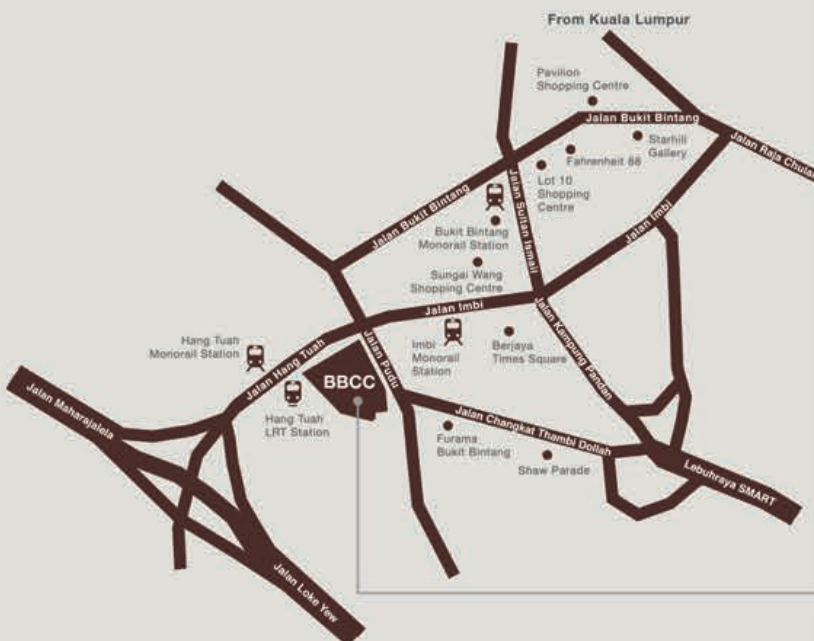 From Kuala Lumpur
Pavilion
Shopping Centre
Jalan Bukit Bintang
Starhill
Gallery
Jalan Raja Chulan
Fahrenheit 88
Lot 10
Shopping
Centre
Jalan Bukit Bintang
Jalan Sultan Ismail
Jalan Imbi
Bukit Bintang
Monorail Station
Sungai Wang
Shopping Centre
Jalan Imbi
Jalan Kampung Pandan
Hang Tuah
Monorail Station
Jalan Hang Tuah
Jalan Pudu
Imbi
Monorail
Station
Berjaya
Times Square
BBCC
Jalan Maharajalela
Hang Tuah
LRT Station
Jalan Changkat Thambi Dollah
Furama
Bukit Bintang
Shaw Parade
Lebuhraya SMART
Jalan Loke Yew